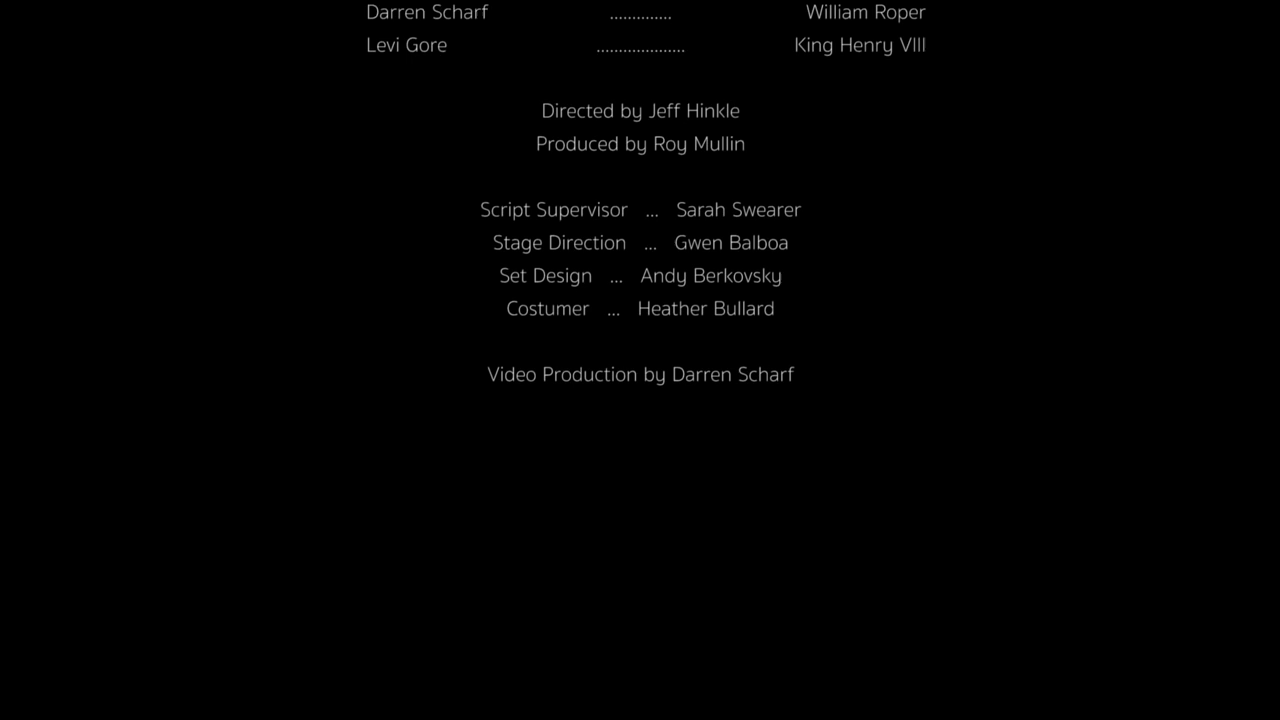 Darren Scharf .............. William Roper
Levi Gore .................... King Henry VIII
Directed by Jeff Hinkle
Produced by Roy Mullin
Script Supervisor ... Sarah Swearer
Stage Direction ... Gwen Balboa
Set Design ... Andy Berkovsky
Costumer ... Heather Bullard
Video Production by Darren Scharf